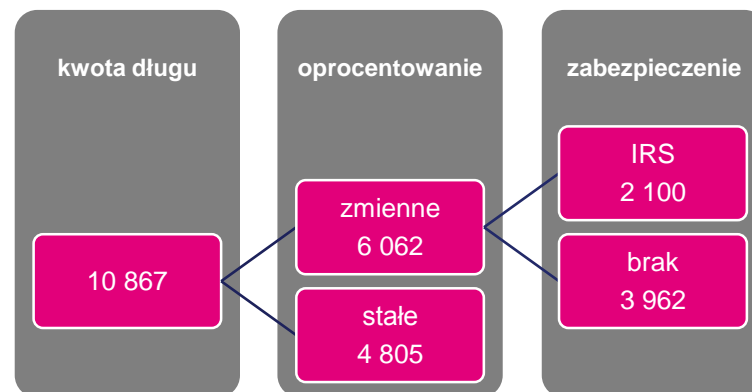 kwota długu
oprocentowanie
zabezpieczenie
10 867
zmienne
6 062
stałe
4 805
IRS
2 100
brak
3 962